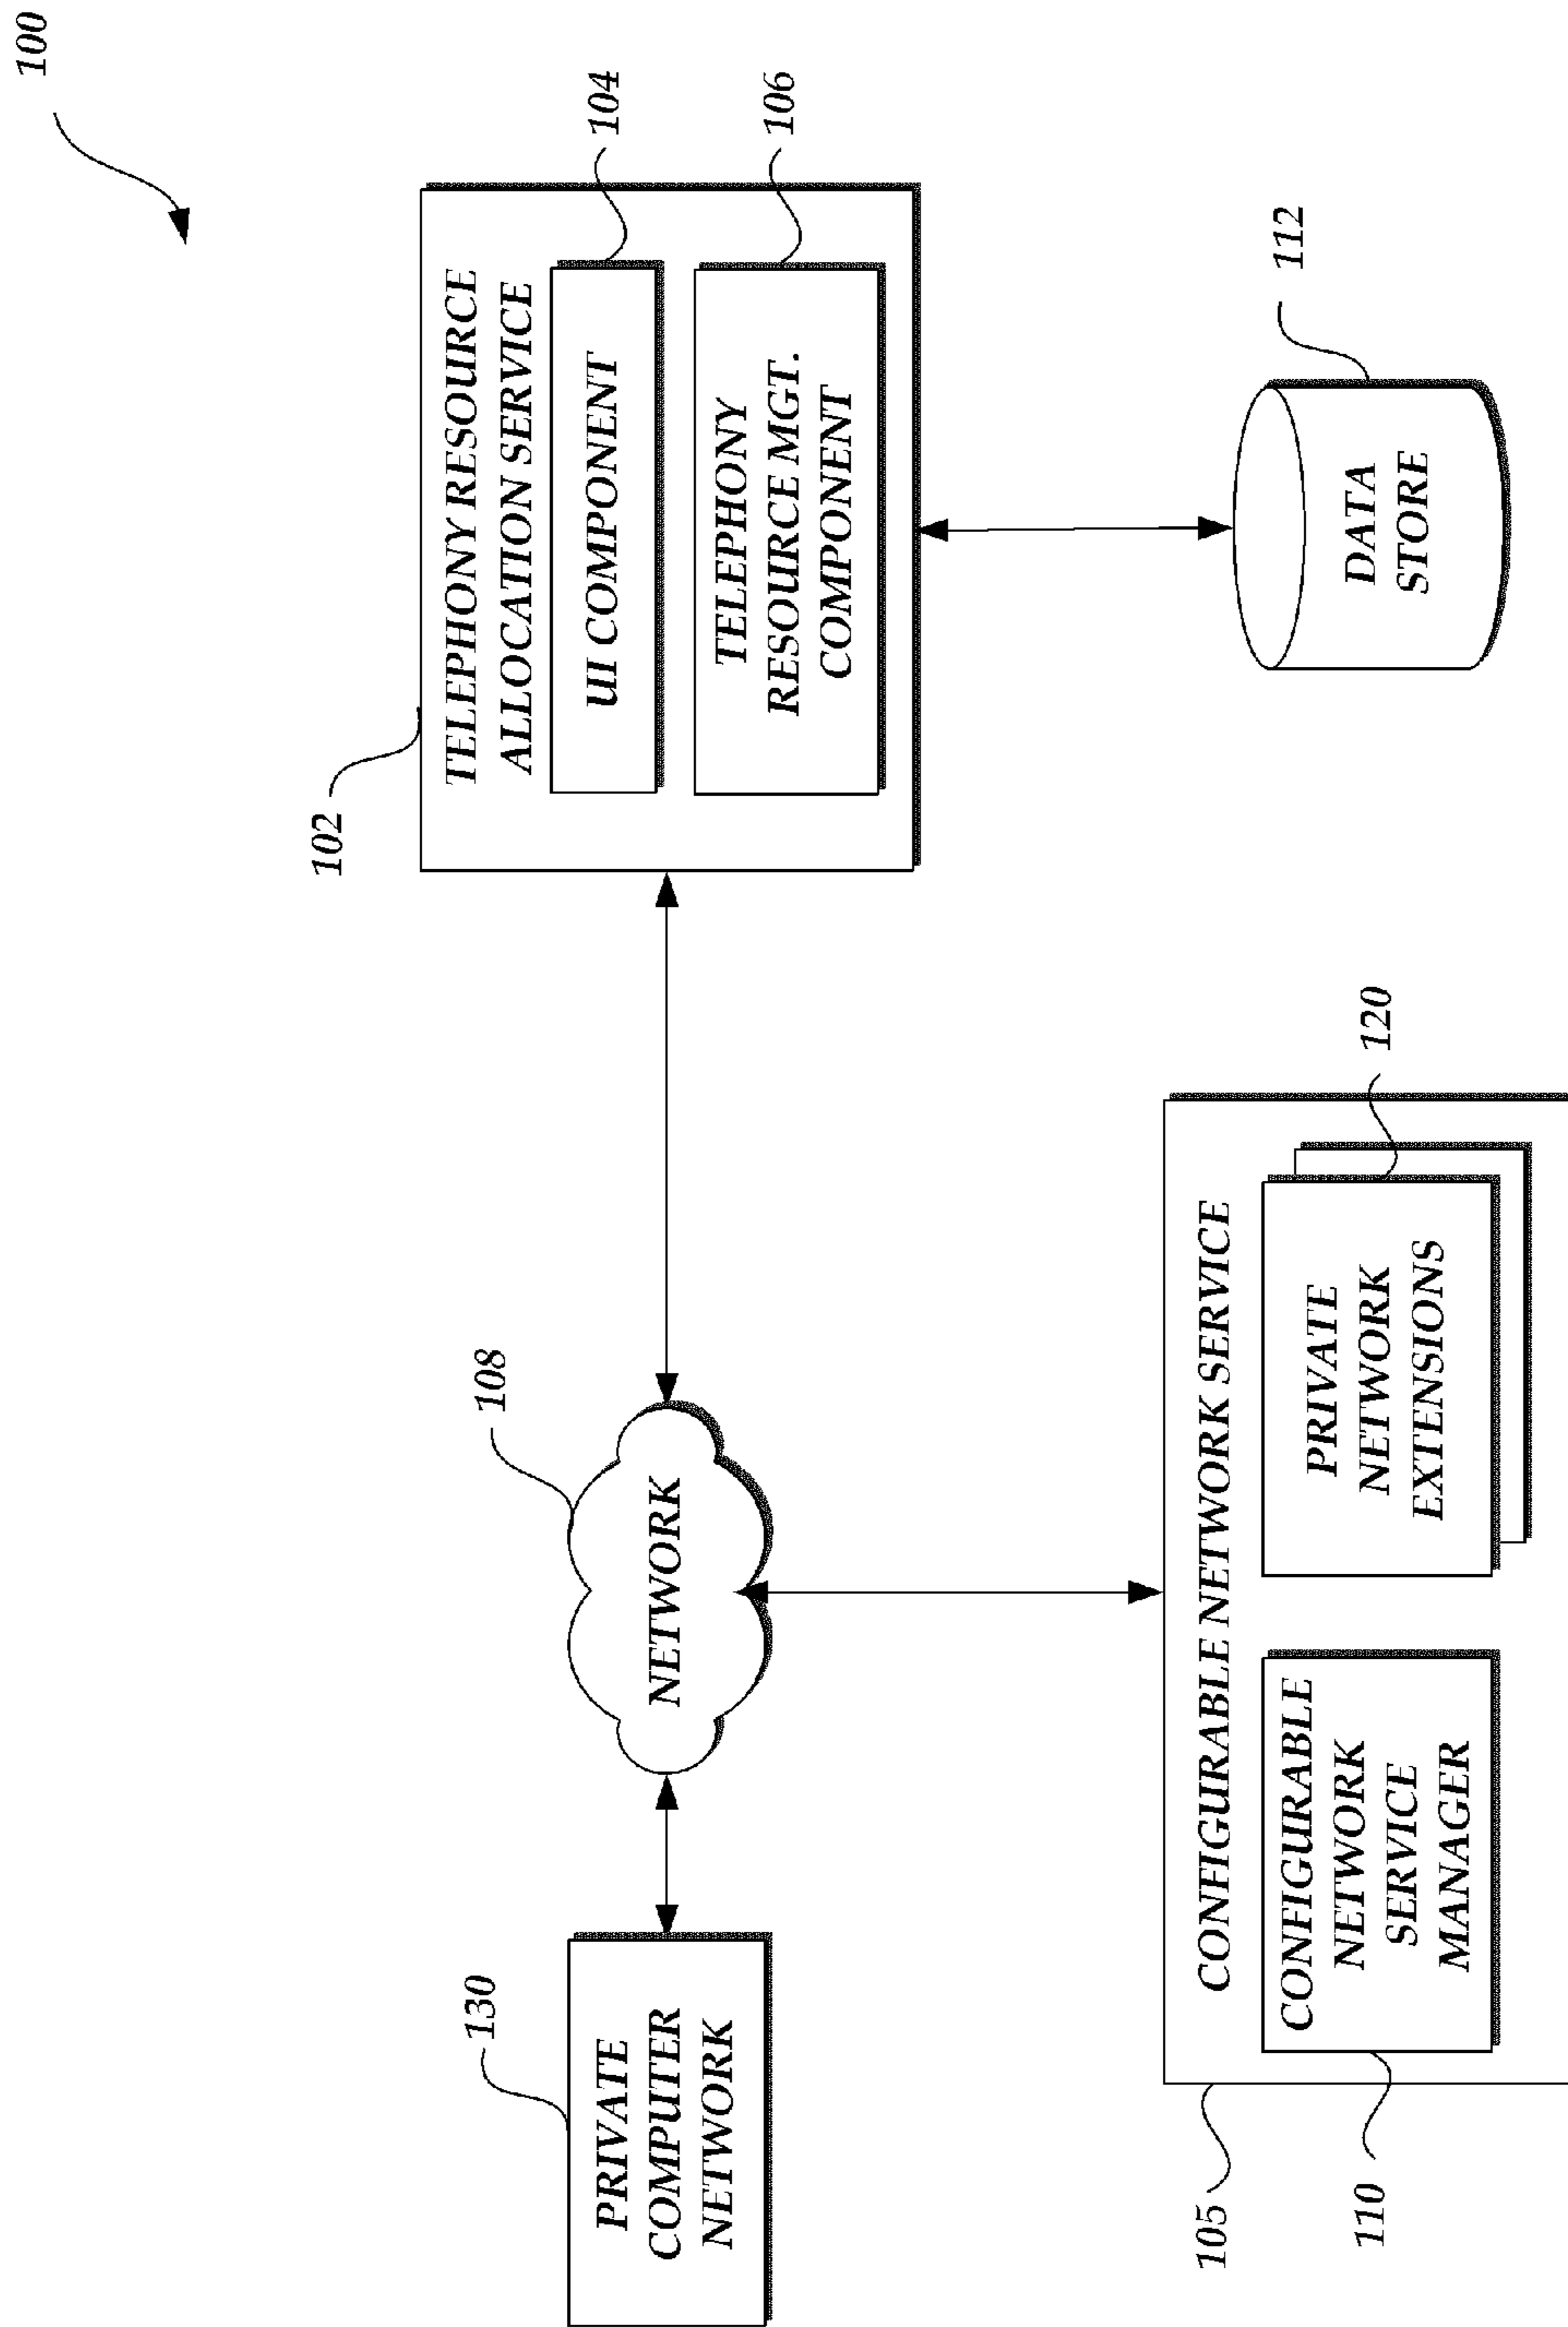 100
102
TELEPHONY RESOURCE
ALLOCATION SERVICE
UI COMPONENT
104
TELEPHONY
RESOURCE MGT.
COMPONENT
106
130
PRIVATE
COMPUTER
NETWORK
108
NETWORK
112
DATA
STORE
105
CONFIGURABLE NETWORK SERVICE
110
CONFIGURABLE
NETWORK
SERVICE
MANAGER
PRIVATE
NETWORK
EXTENSIONS
120